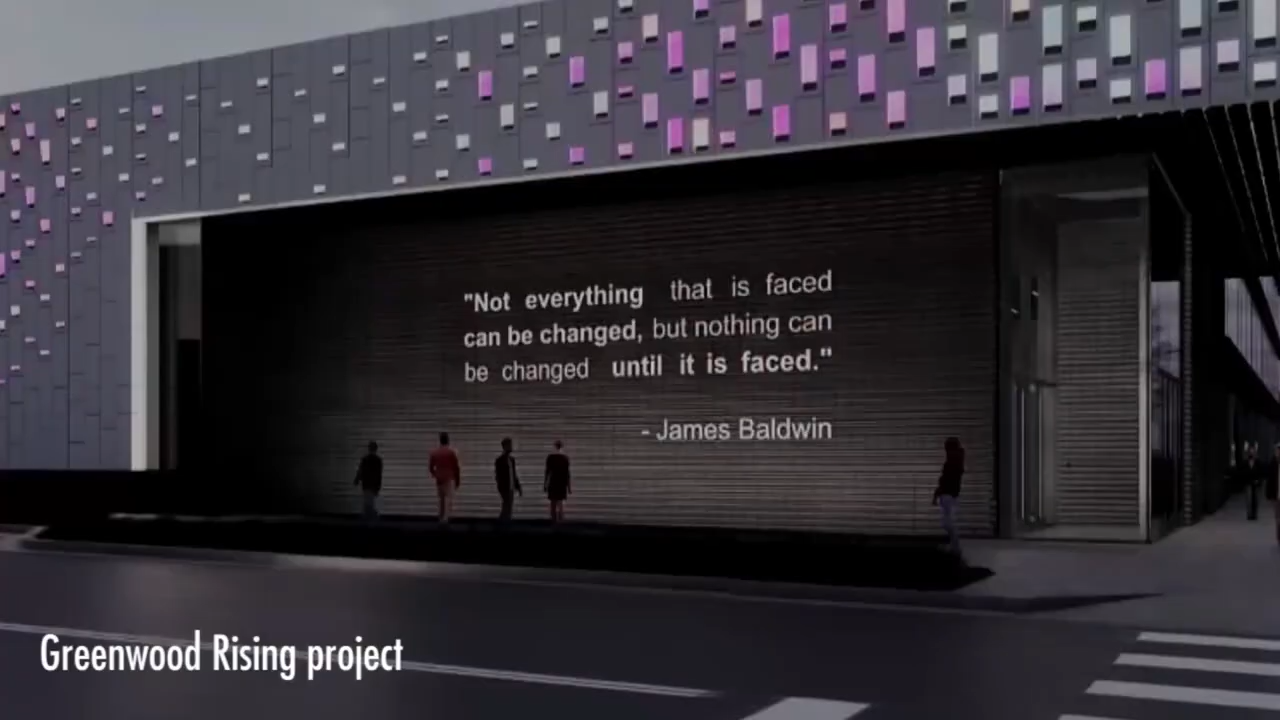 "Not everything that is faced
can be changed, but nothing can
be changed until it is faced."
- James Baldwin
Greenwood Rising project